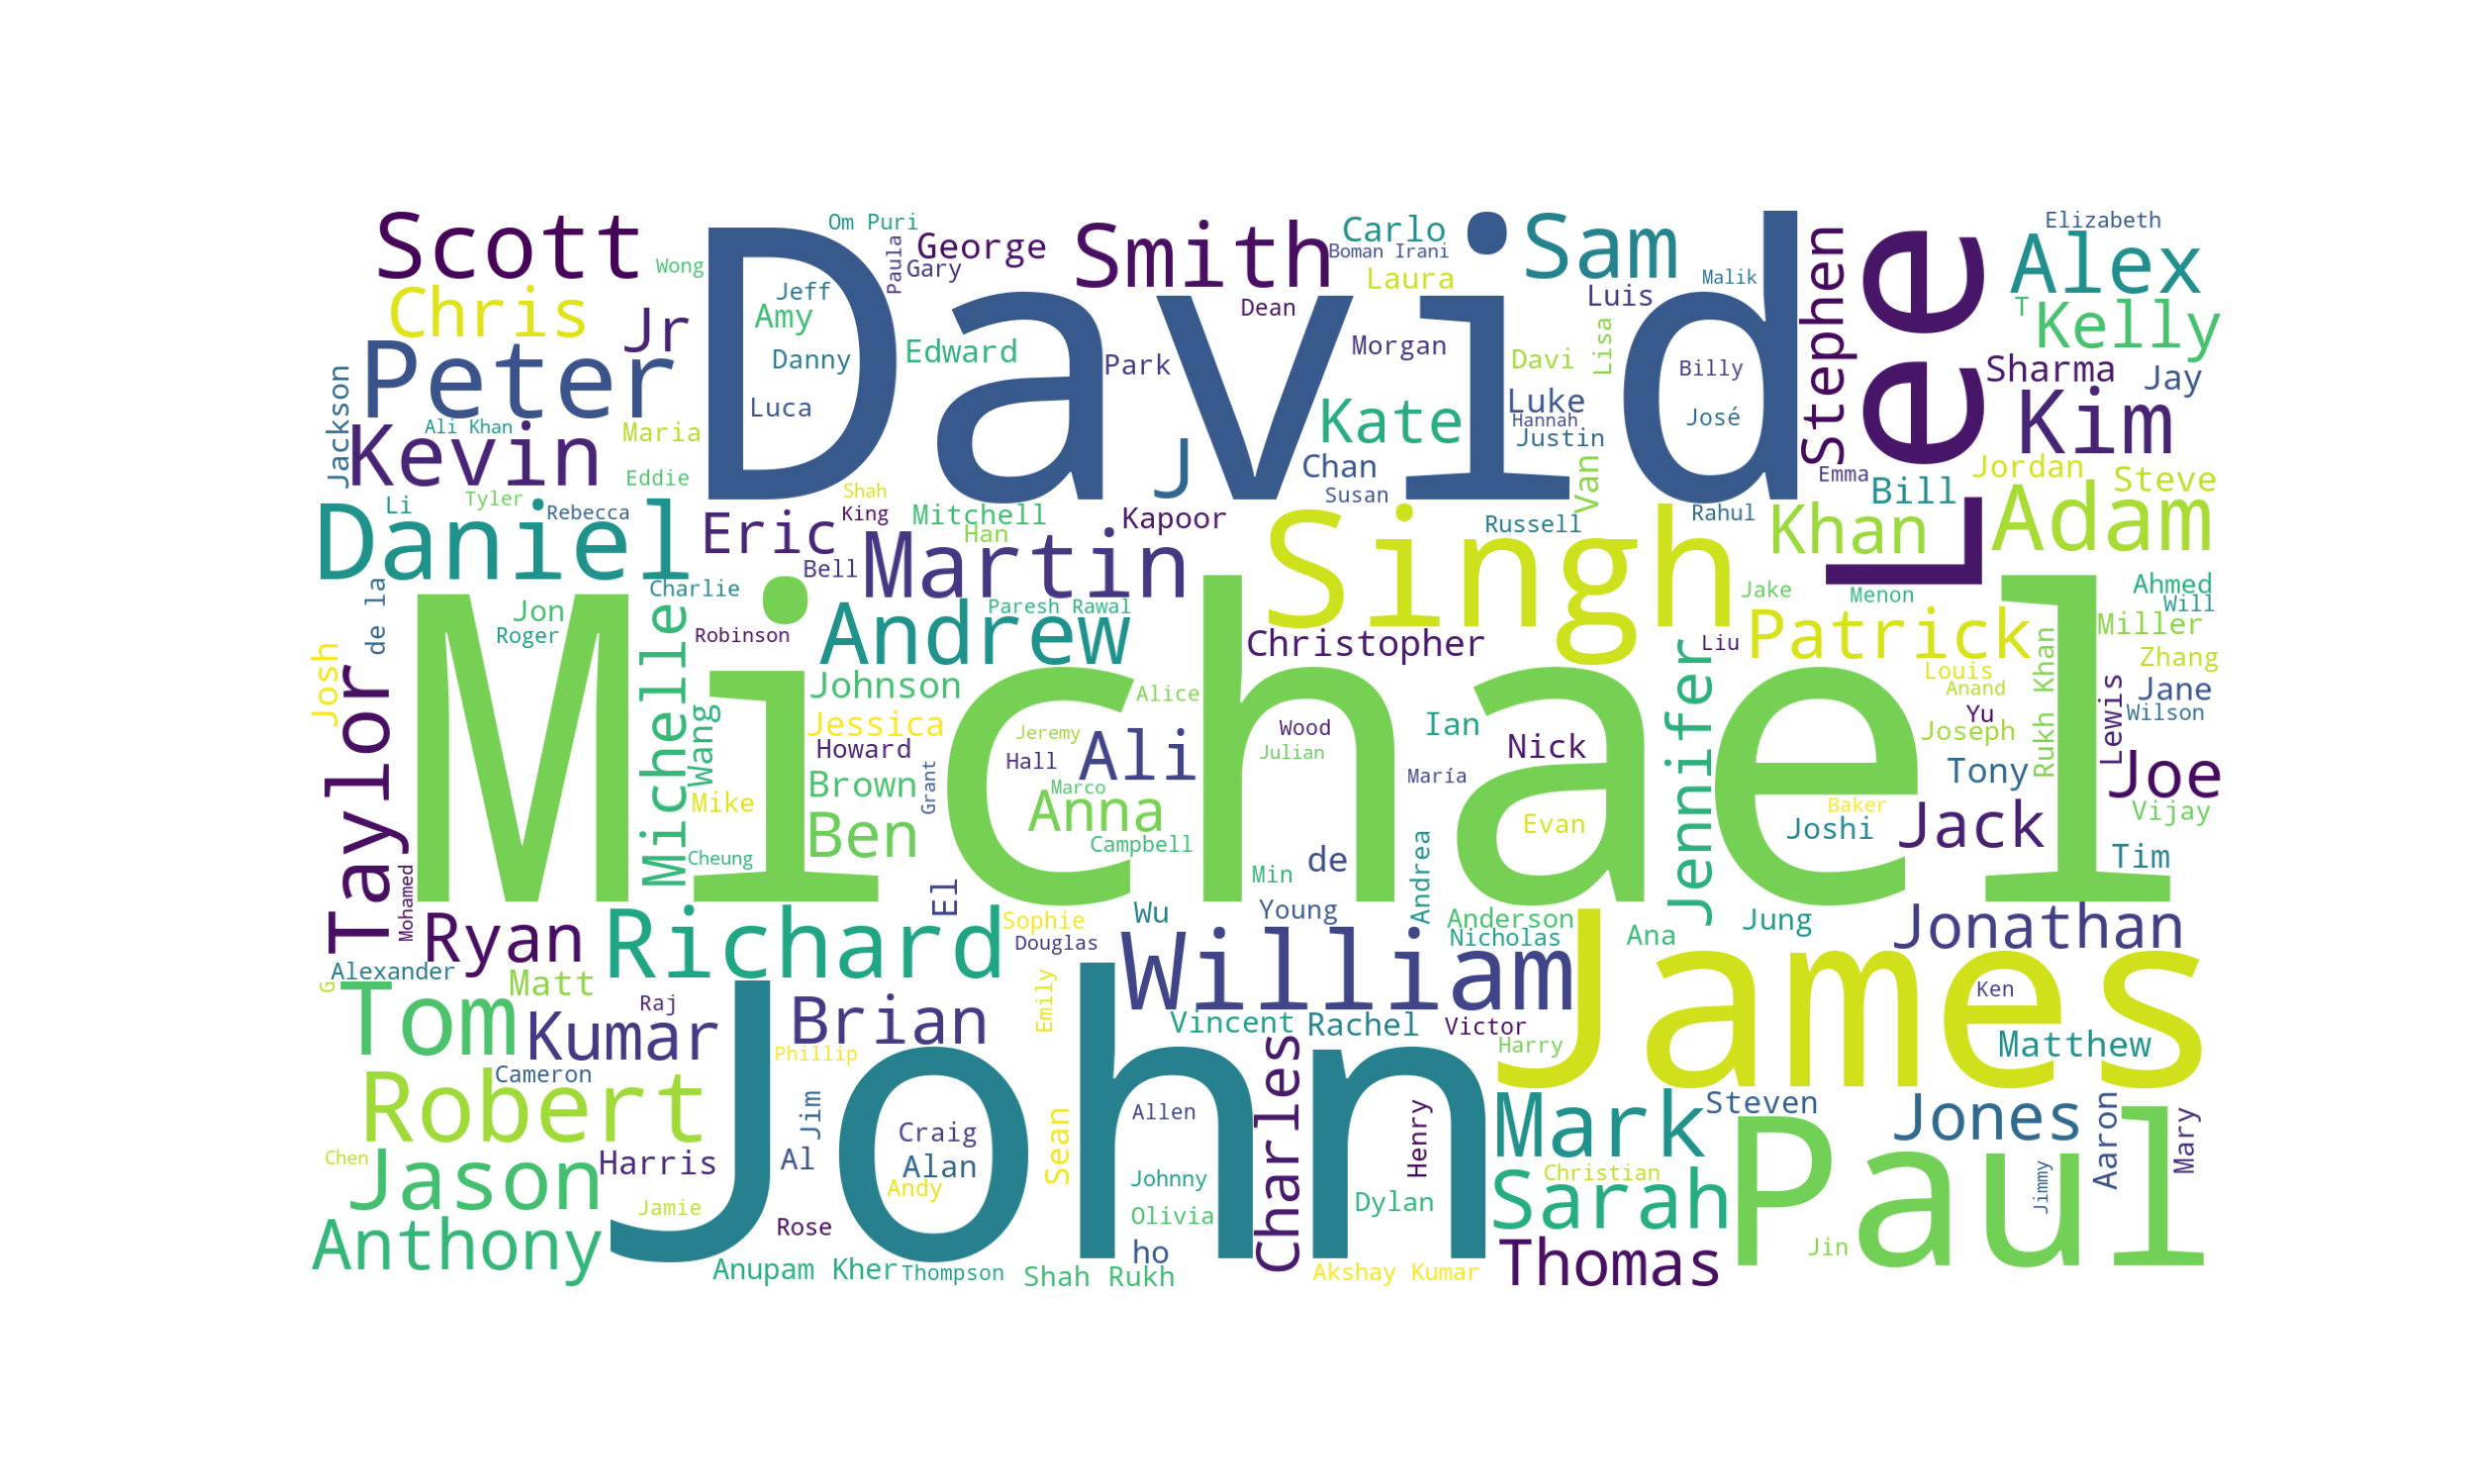 Scott
Om Puri
Paula
George
Gary
Smith
Carlo
Boman Irani
Laura
Sam
Malik
Stephen
Lee
Elizabeth
Alex
T
Kelly
Wong
Chris
Jr
Jeff
Amy
Danny
Luca
David
Edward
Dean
Park
Morgan
Luis
Davi
Lisa
Billy
José
Luke
Hannah
Justin
Kate
Chan
Susan
Van
J
Sharma
Jay
Kim
Peter
Jackson
Kevin
Ali Khan
Maria
Eddie
Emma
Bill
Jordan
Steve
Adam
Li
Tyler
Rebecca
Daniel
Eric
Shah
King
Mitchell
Han
Kapoor
Martin
Bell
Singh
Russell
Rahul
Khan
de la
Charlie
Jon
Roger
Robinson
Andrew
Paresh Rawal
Christopher
Liu
Jake
Menon
Patrick
Ahmed
Will
Miller
Zhang
Josh
Taylor
Michael
Michelle
Wang
Johnson
Jessica
Howard
Brown
Ben
Grant
Mike
Cheung
Alice
Jeremy
Hall
Ali
Marco
Anna
Campbell
Wood
Julian
Ian
María
Nick
Evan
Jennifer
Louis
Anand
Yu
Joseph
Rukh Khan
Lewis
Jane
Wilson
Tony
Joe
Vijay
Baker
Joshi
Jack
Tim
Mohamed
Ryan
Richard
El
Sophie
Douglas
Wu
Min
de
Young
Andrea
Anderson
Nicholas
Ana
Jung
Jonathan
Alexander
G
Matt
Raj
Tom
Kumar
Brian
Emily
William
Vincent
Rachel
Victor
Harry
James
Ken
Matthew
Phillip
Cameron
Robert
John
Jim
Craig
Alan
Andy
Al
Sean
Allen
Johnny
Olivia
ho
Charles
Henry
Dylan
Mark
Steven
Jones
Aaron
Mary
Chen
Jason
Harris
Jamie
Rose
Christian
Sarah
Paul
Jimmy
Jin
Anthony
Anupam Kher
Thompson
Shah Rukh
Akshay Kumar
Thomas